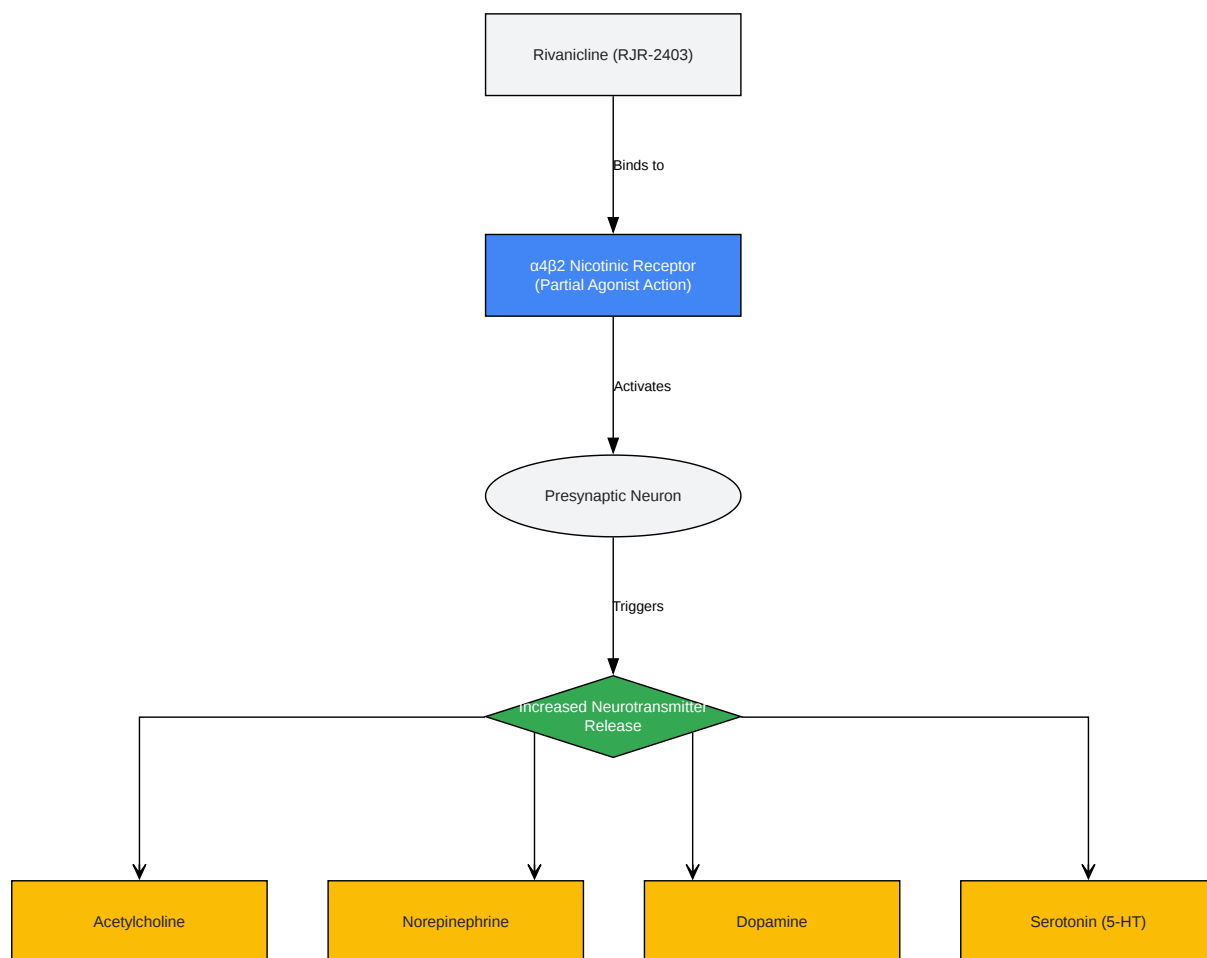 Rivanicline (RJR-2403)
Binds to
α4β2 Nicotinic Receptor
(Partial Agonist Action)
Activates
Presynaptic Neuron
Triggers
Increased Neurotransmitter
Release
Acetylcholine
Norepinephrine
Dopamine
Serotonin (5-HT)